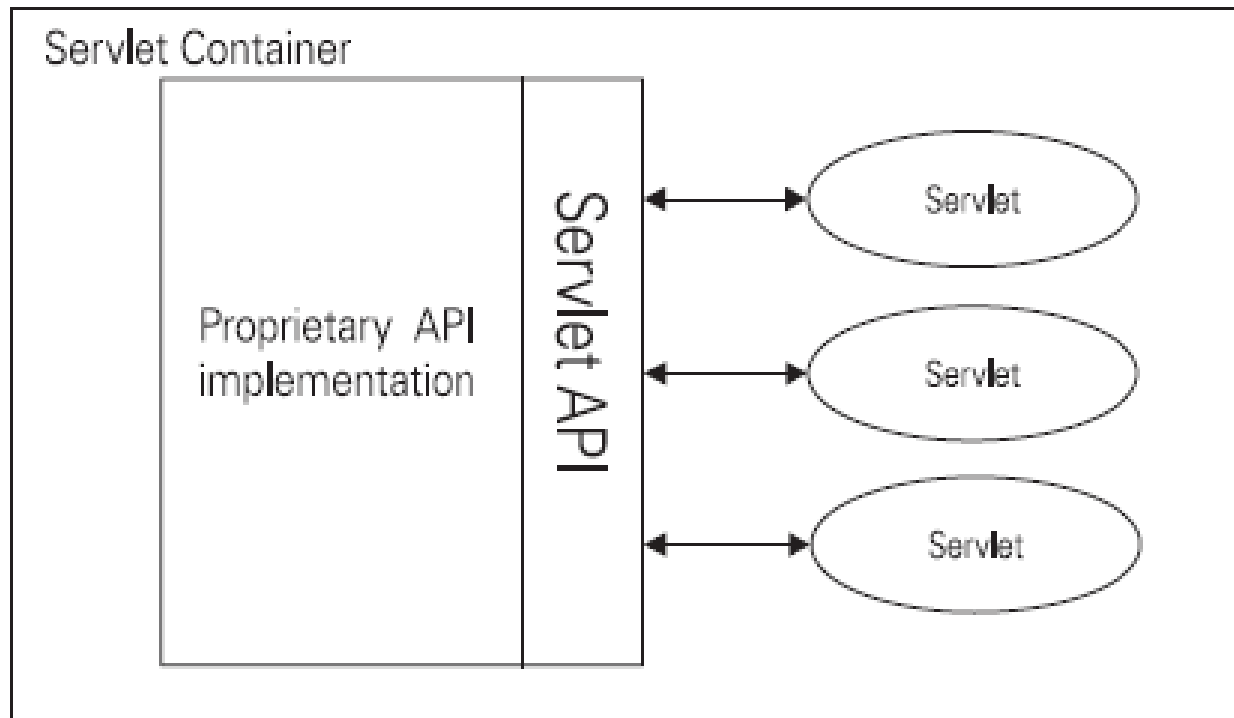 Servlet Container
Proprietary API
implementation
Servlet API
Servlet
Servlet
Servlet